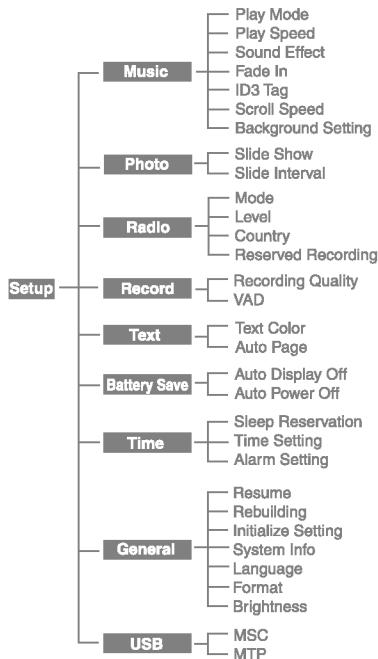 Setup
Music
Play Mode
Play Speed
Sound Effect
Fade In
ID3 Tag
Scroll Speed
Background Setting
Photo
Slide Show
Slide Interval
Radio
Mode
Level
Country
Reserved Recording
Record
Recording Quality
VAD
Text
Text Color
Auto Page
Battery Save
Auto Display Off
Auto Power Off
Time
Sleep Reservation
Time Setting
Alarm Setting
General
Resume
Rebuilding
Initialize Setting
System Info
Language
Format
Brightness
USB
MSC
MTP